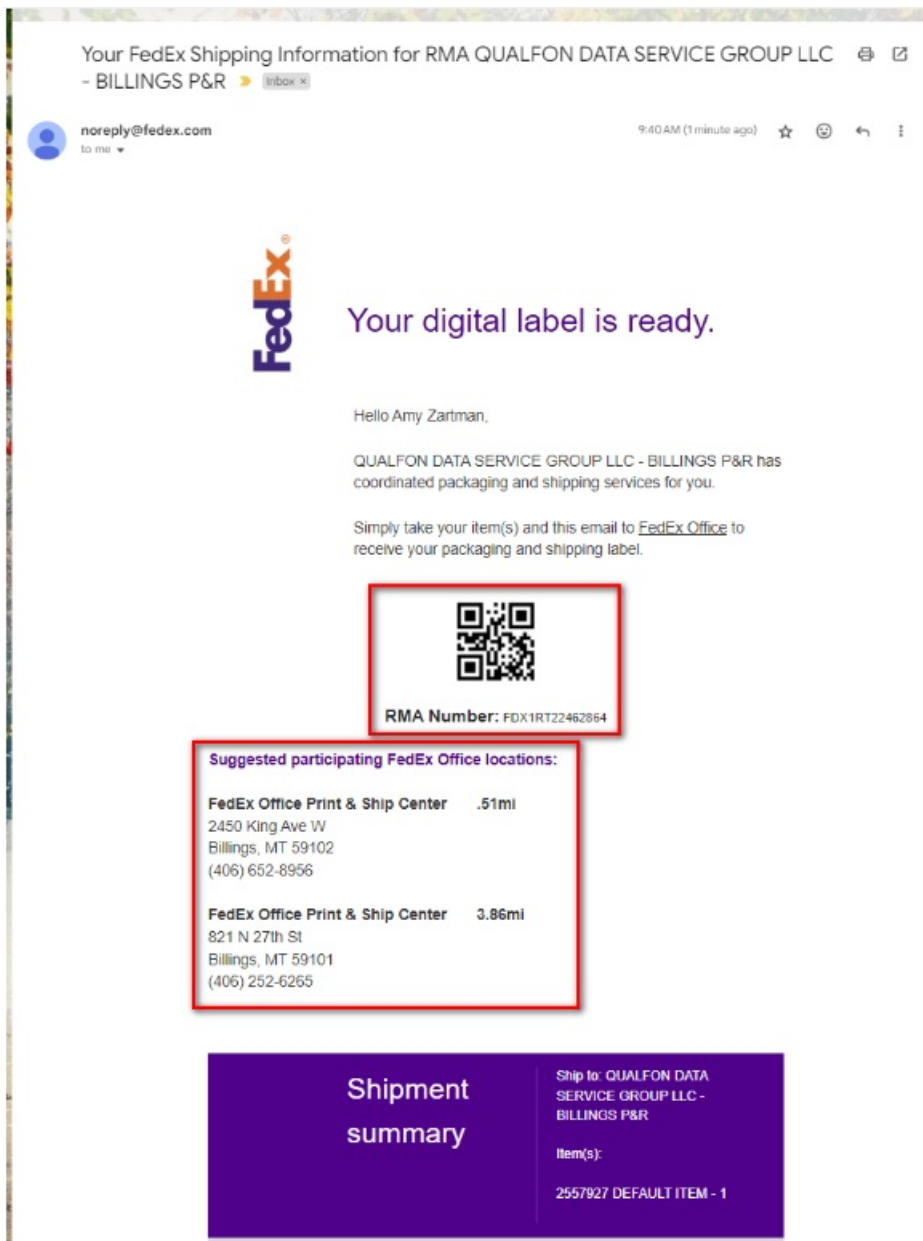 Your FedEx Shipping Information for RMA QUALFON DATA SERVICE GROUP LLC
- BILLINGS P&R Inbox ×
noreply@fedex.com 9:40 AM (1 minute ago)
to me
FedEx®
Your digital label is ready.
Hello Amy Zartman,
QUALFON DATA SERVICE GROUP LLC - BILLINGS P&R has
coordinated packaging and shipping services for you.
Simply take your item(s) and this email to FedEx Office to
receive your packaging and shipping label.
RMA Number: FDX1RT22462864
Suggested participating FedEx Office locations:
FedEx Office Print & Ship Center .51mi
2450 King Ave W
Billings, MT 59102
(406) 652-8956
FedEx Office Print & Ship Center 3.86mi
821 N 27th St
Billings, MT 59101
(406) 252-6265
Shipment
summary
Ship to: QUALFON DATA
SERVICE GROUP LLC -
BILLINGS P&R
Item(s):
2557927 DEFAULT ITEM - 1